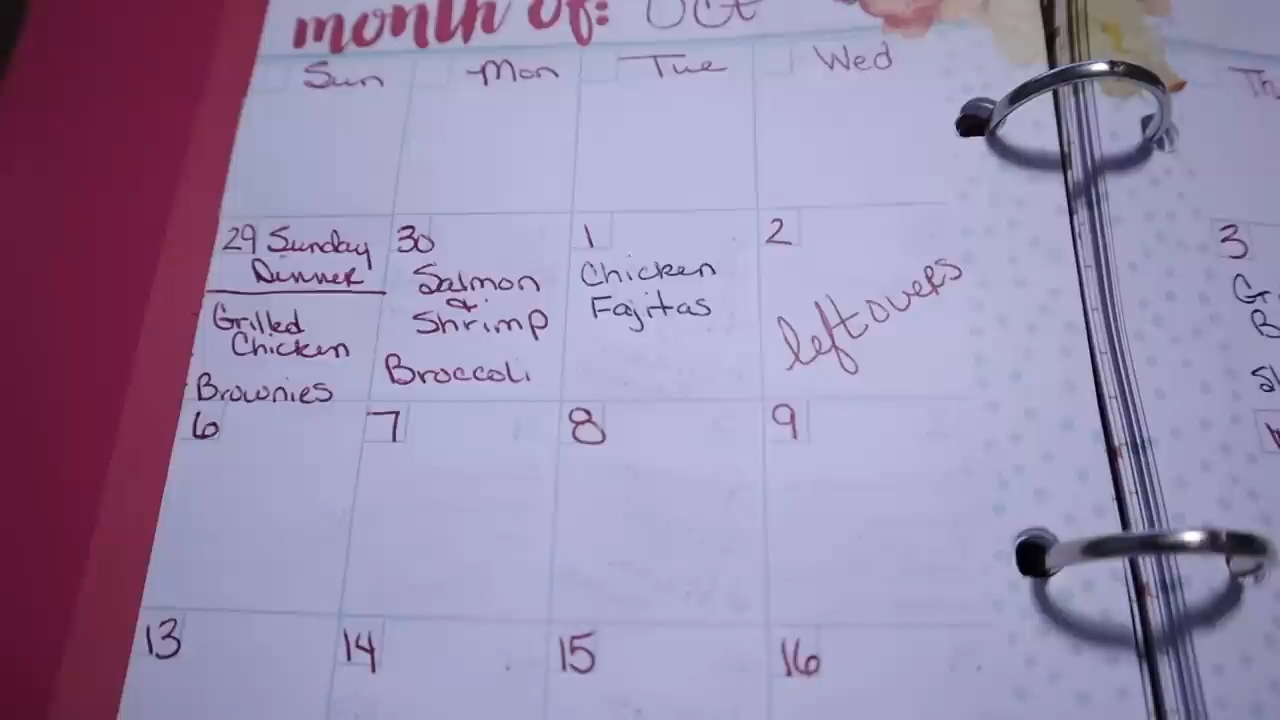 month of: Oct
Sun Mon Tue Wed
29 Sunday
Dinner
Grilled
Chicken
Brownies
30
Salmon
&
Shrimp
Broccoli
1
Chicken
Fajitas
2
leftovers
3
6
7
8
9
13
14
15
16